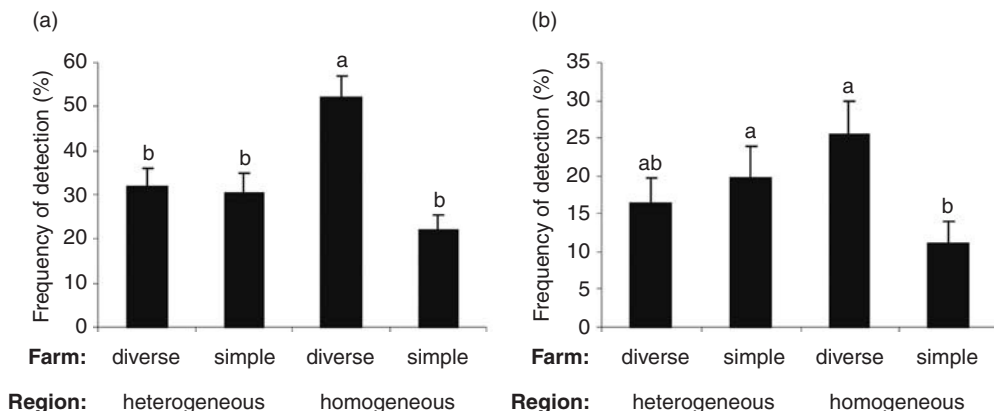 (a)
Frequency of detection (%)
60
50
40
30
20
10
0
b
b
a
b
Farm: diverse simple diverse simple
Region: heterogeneous homogeneous
(b)
Frequency of detection (%)
35
30
25
20
15
10
5
0
ab
a
a
b
Farm: diverse simple diverse simple
Region: heterogeneous homogeneous